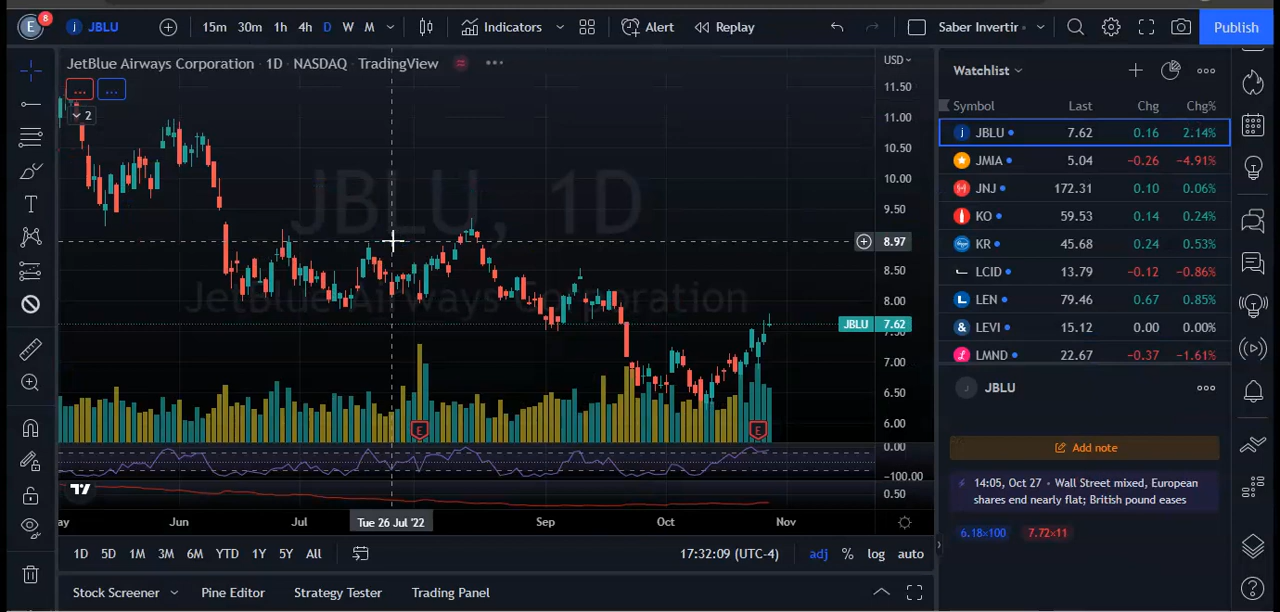 E 8 JBLU 15m 30m 1h 4h D W M Indicators Alert Replay Saber Invertir Publish
JetBlue Airways Corporation · 1D · NASDAQ · TradingView
USD
... ...
2
JBLU, 1D
JetBlue Airways Corporation
11.50
11.00
10.50
10.00
9.50
8.97
8.50
8.00
JBLU 7.62
7.00
6.50
6.00
0.00
-100.00
0.50
E E
Jun Jul Tue 26 Jul '22 Sep Oct Nov
1D 5D 1M 3M 6M YTD 1Y 5Y All 17:32:09 (UTC-4) adj % log auto
Stock Screener Pine Editor Strategy Tester Trading Panel
Watchlist
Symbol Last Chg Chg%
JBLU 7.62 0.16 2.14%
JMIA 5.04 −0.26 −4.91%
JNJ 172.31 0.10 0.06%
KO 59.53 0.14 0.24%
KR 45.68 0.24 0.53%
LCID 13.79 −0.12 −0.86%
LEN 79.46 0.67 0.85%
LEVI 15.12 0.00 0.00%
LMND 22.67 −0.37 −1.61%
J JBLU
Add note
14:05, Oct 27 • Wall Street mixed, European
shares end nearly flat; British pound eases
6.18×100 7.72×11